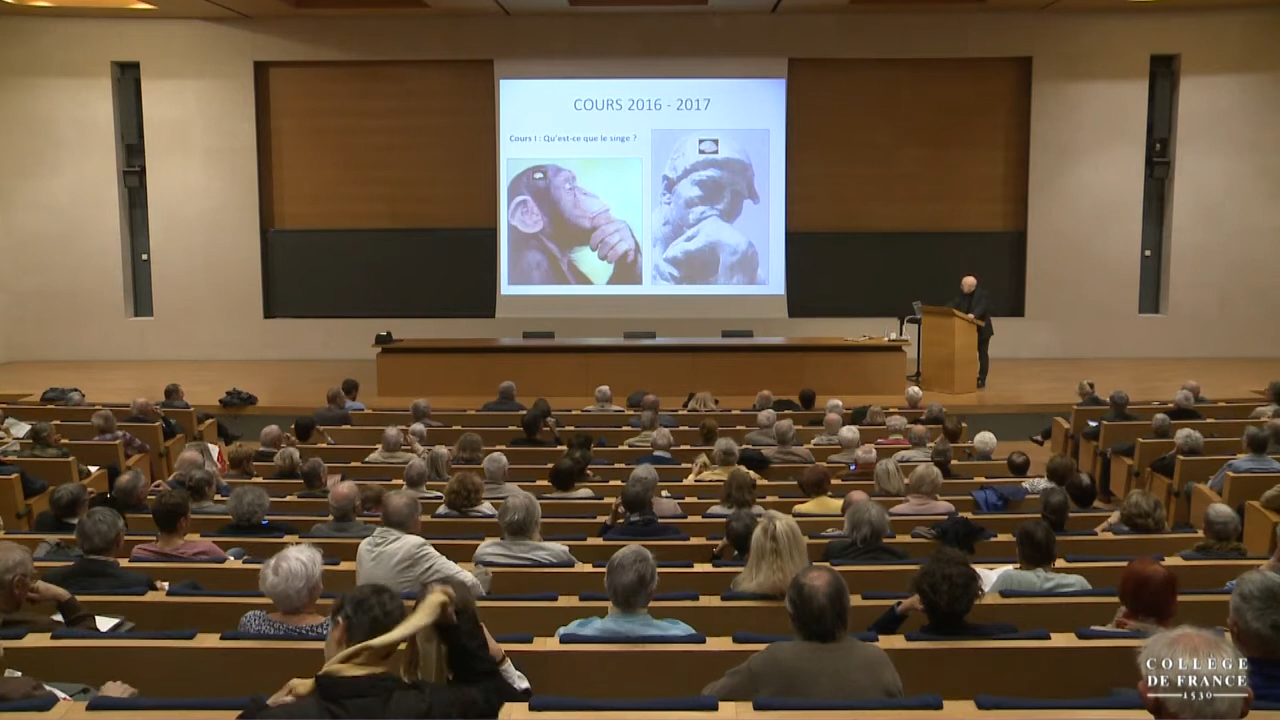 COURS 2016 - 2017
Cours I : Qu'est-ce que le singe ?
COLLÈGE
DE FRANCE
1530